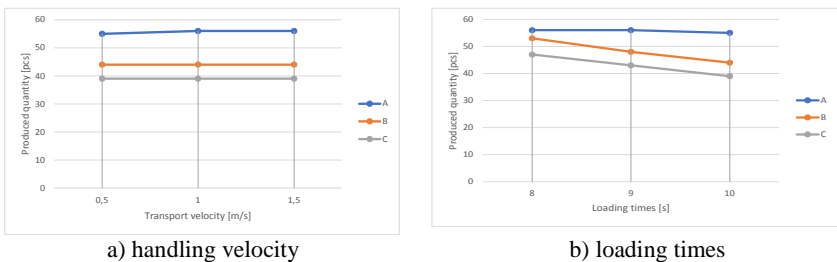 60
50
40
30
20
10
0
Produced quantity [pcs]
0,5
1
1,5
Transport velocity [m/s]
A
B
C
a) handling velocity
60
50
40
30
20
10
0
Produced quantity [pcs]
8
9
10
Loading times [s]
A
B
C
b) loading times